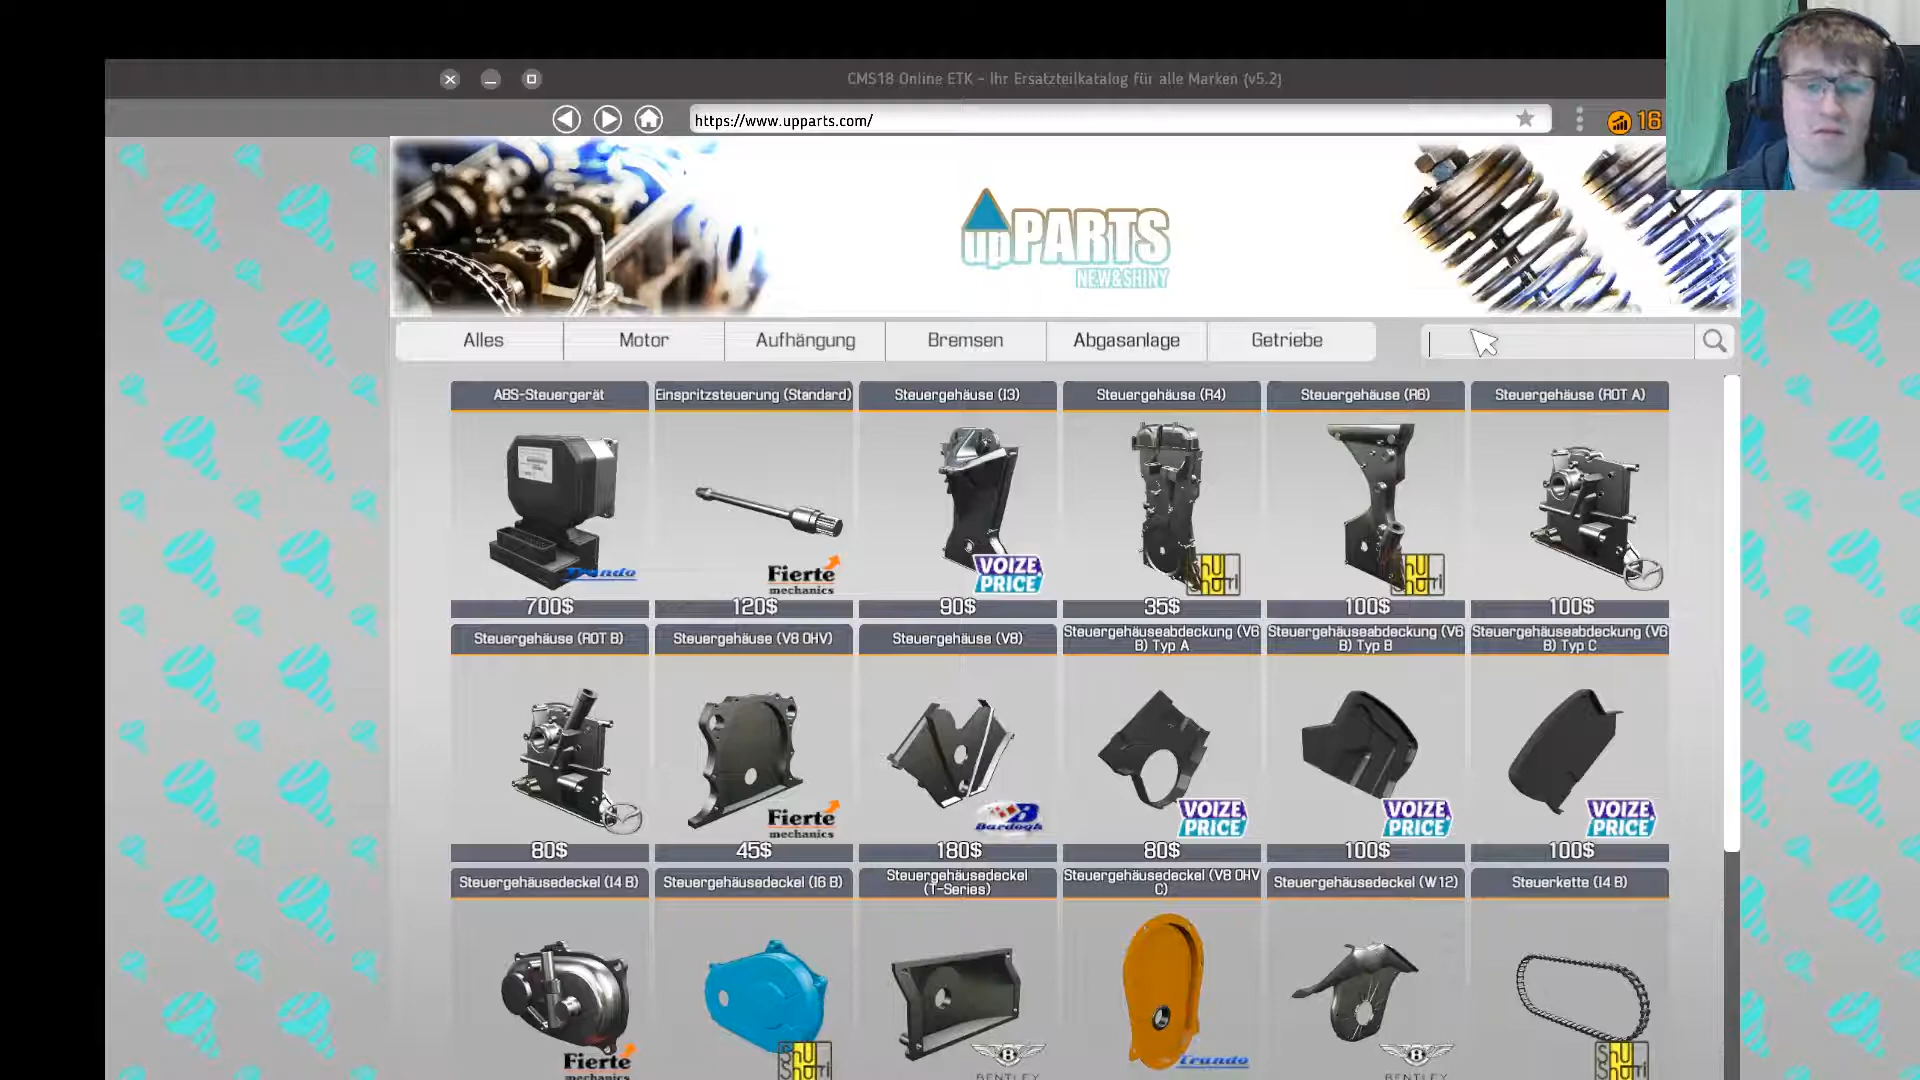 CMS18 Online ETK - Ihr Ersatzteilkatalog für alle Marken (v5.2)
https://www.upparts.com/
16
upPARTS
NEW&SHINY
Alles
Motor
Aufhängung
Bremsen
Abgasanlage
Getriebe
ABS-Steuergerät
Einspritzsteuerung (Standard)
Steuergehäuse (I3)
Steuergehäuse (R4)
Steuergehäuse (R6)
Steuergehäuse (ROT A)
Fierte
mechanics
VOIZE
PRICE
700$
120$
90$
35$
100$
100$
Steuergehäuse (ROT B)
Steuergehäuse (V8 OHV)
Steuergehäuse (V8)
Steuergehäuseabdeckung (V6
B) Typ A
Steuergehäuseabdeckung (V6
B) Typ B
Steuergehäuseabdeckung (V6
B) Typ C
Fierte
mechanics
Bardogh
VOIZE
PRICE
VOIZE
PRICE
VOIZE
PRICE
80$
45$
180$
80$
100$
100$
Steuergehäusedeckel (I4 B)
Steuergehäusedeckel (I6 B)
Steuergehäusedeckel
(T-Series)
Steuergehäusedeckel (V8 OHV
C)
Steuergehäusedeckel (W12)
Steuerkette (I4 B)
Fierte
mechanics
BENTLEY
BENTLEY